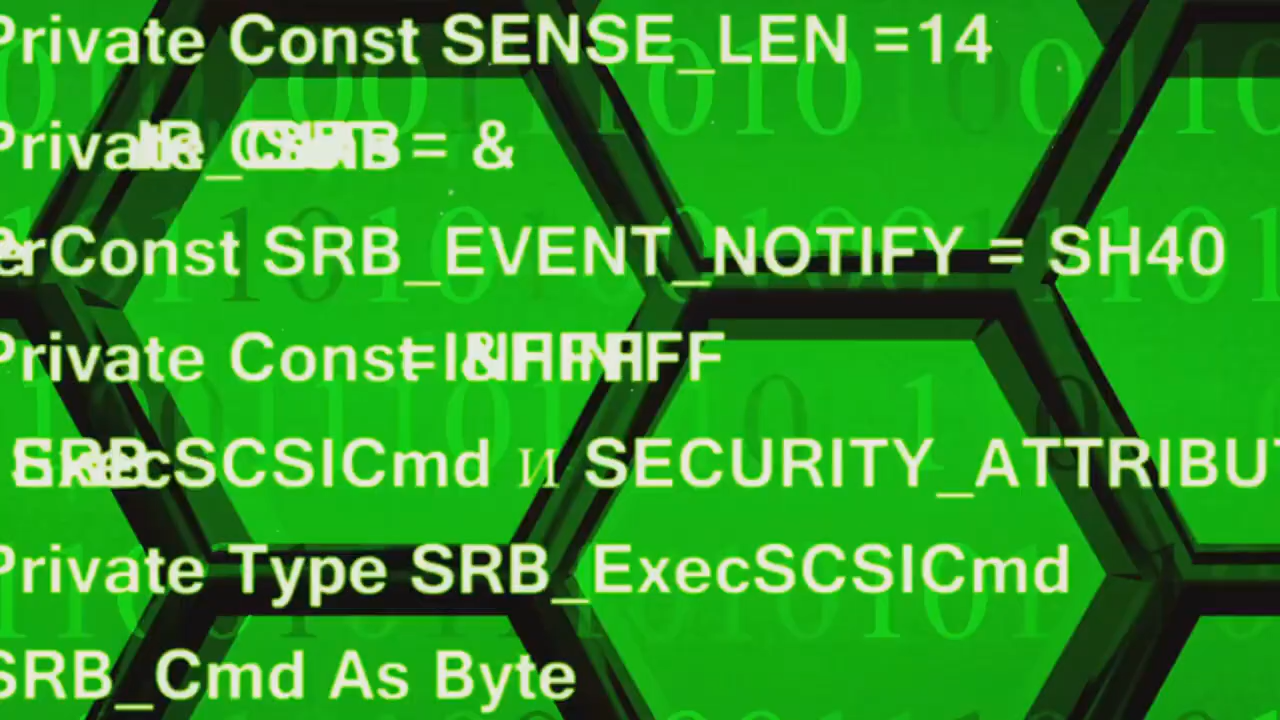 Private Const SENSE_LEN =14
Private = &
Const SRB_EVENT_NOTIFY = SH40
Private Const
SCSICmd и SECURITY_ATTRIBUT
Private Type SRB_ExecSCSICmd
SRB_Cmd As Byte